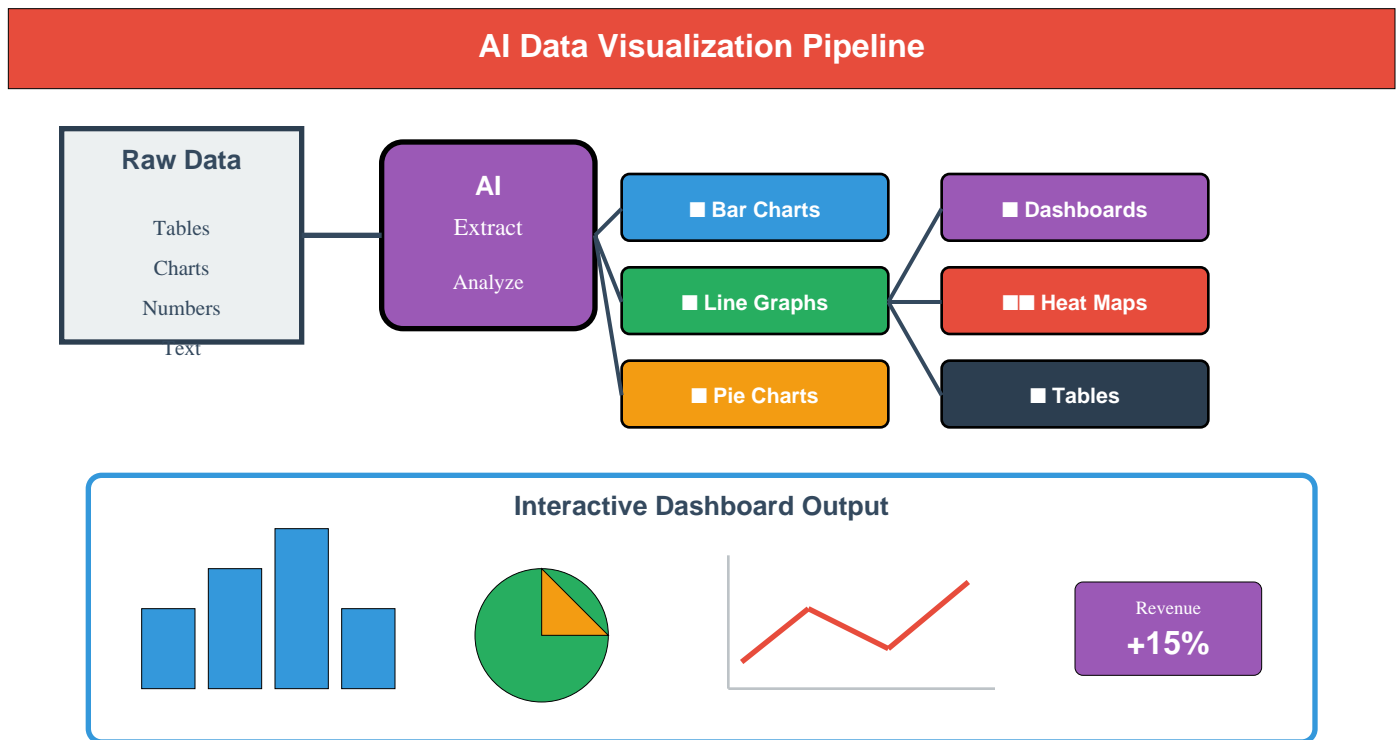 AI Data Visualization Pipeline
Raw Data
Tables
Charts
Numbers
Text
AI
Extract
Analyze
■ Bar Charts
■ Line Graphs
■ Pie Charts
■ Dashboards
■■ Heat Maps
■ Tables
Interactive Dashboard Output
Revenue
+15%